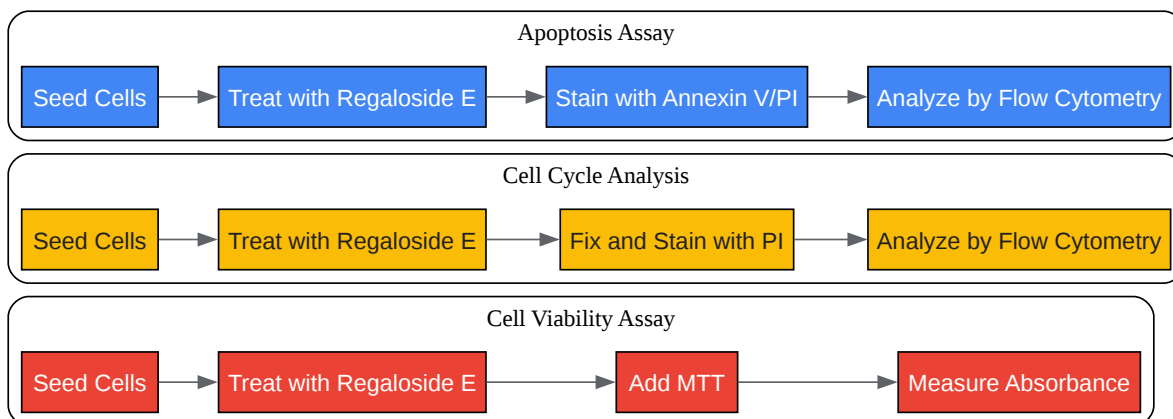 Apoptosis Assay
Seed Cells
Treat with Regaloside E
Stain with Annexin V/PI
Analyze by Flow Cytometry
Cell Cycle Analysis
Seed Cells
Treat with Regaloside E
Fix and Stain with PI
Analyze by Flow Cytometry
Cell Viability Assay
Seed Cells
Treat with Regaloside E
Add MTT
Measure Absorbance